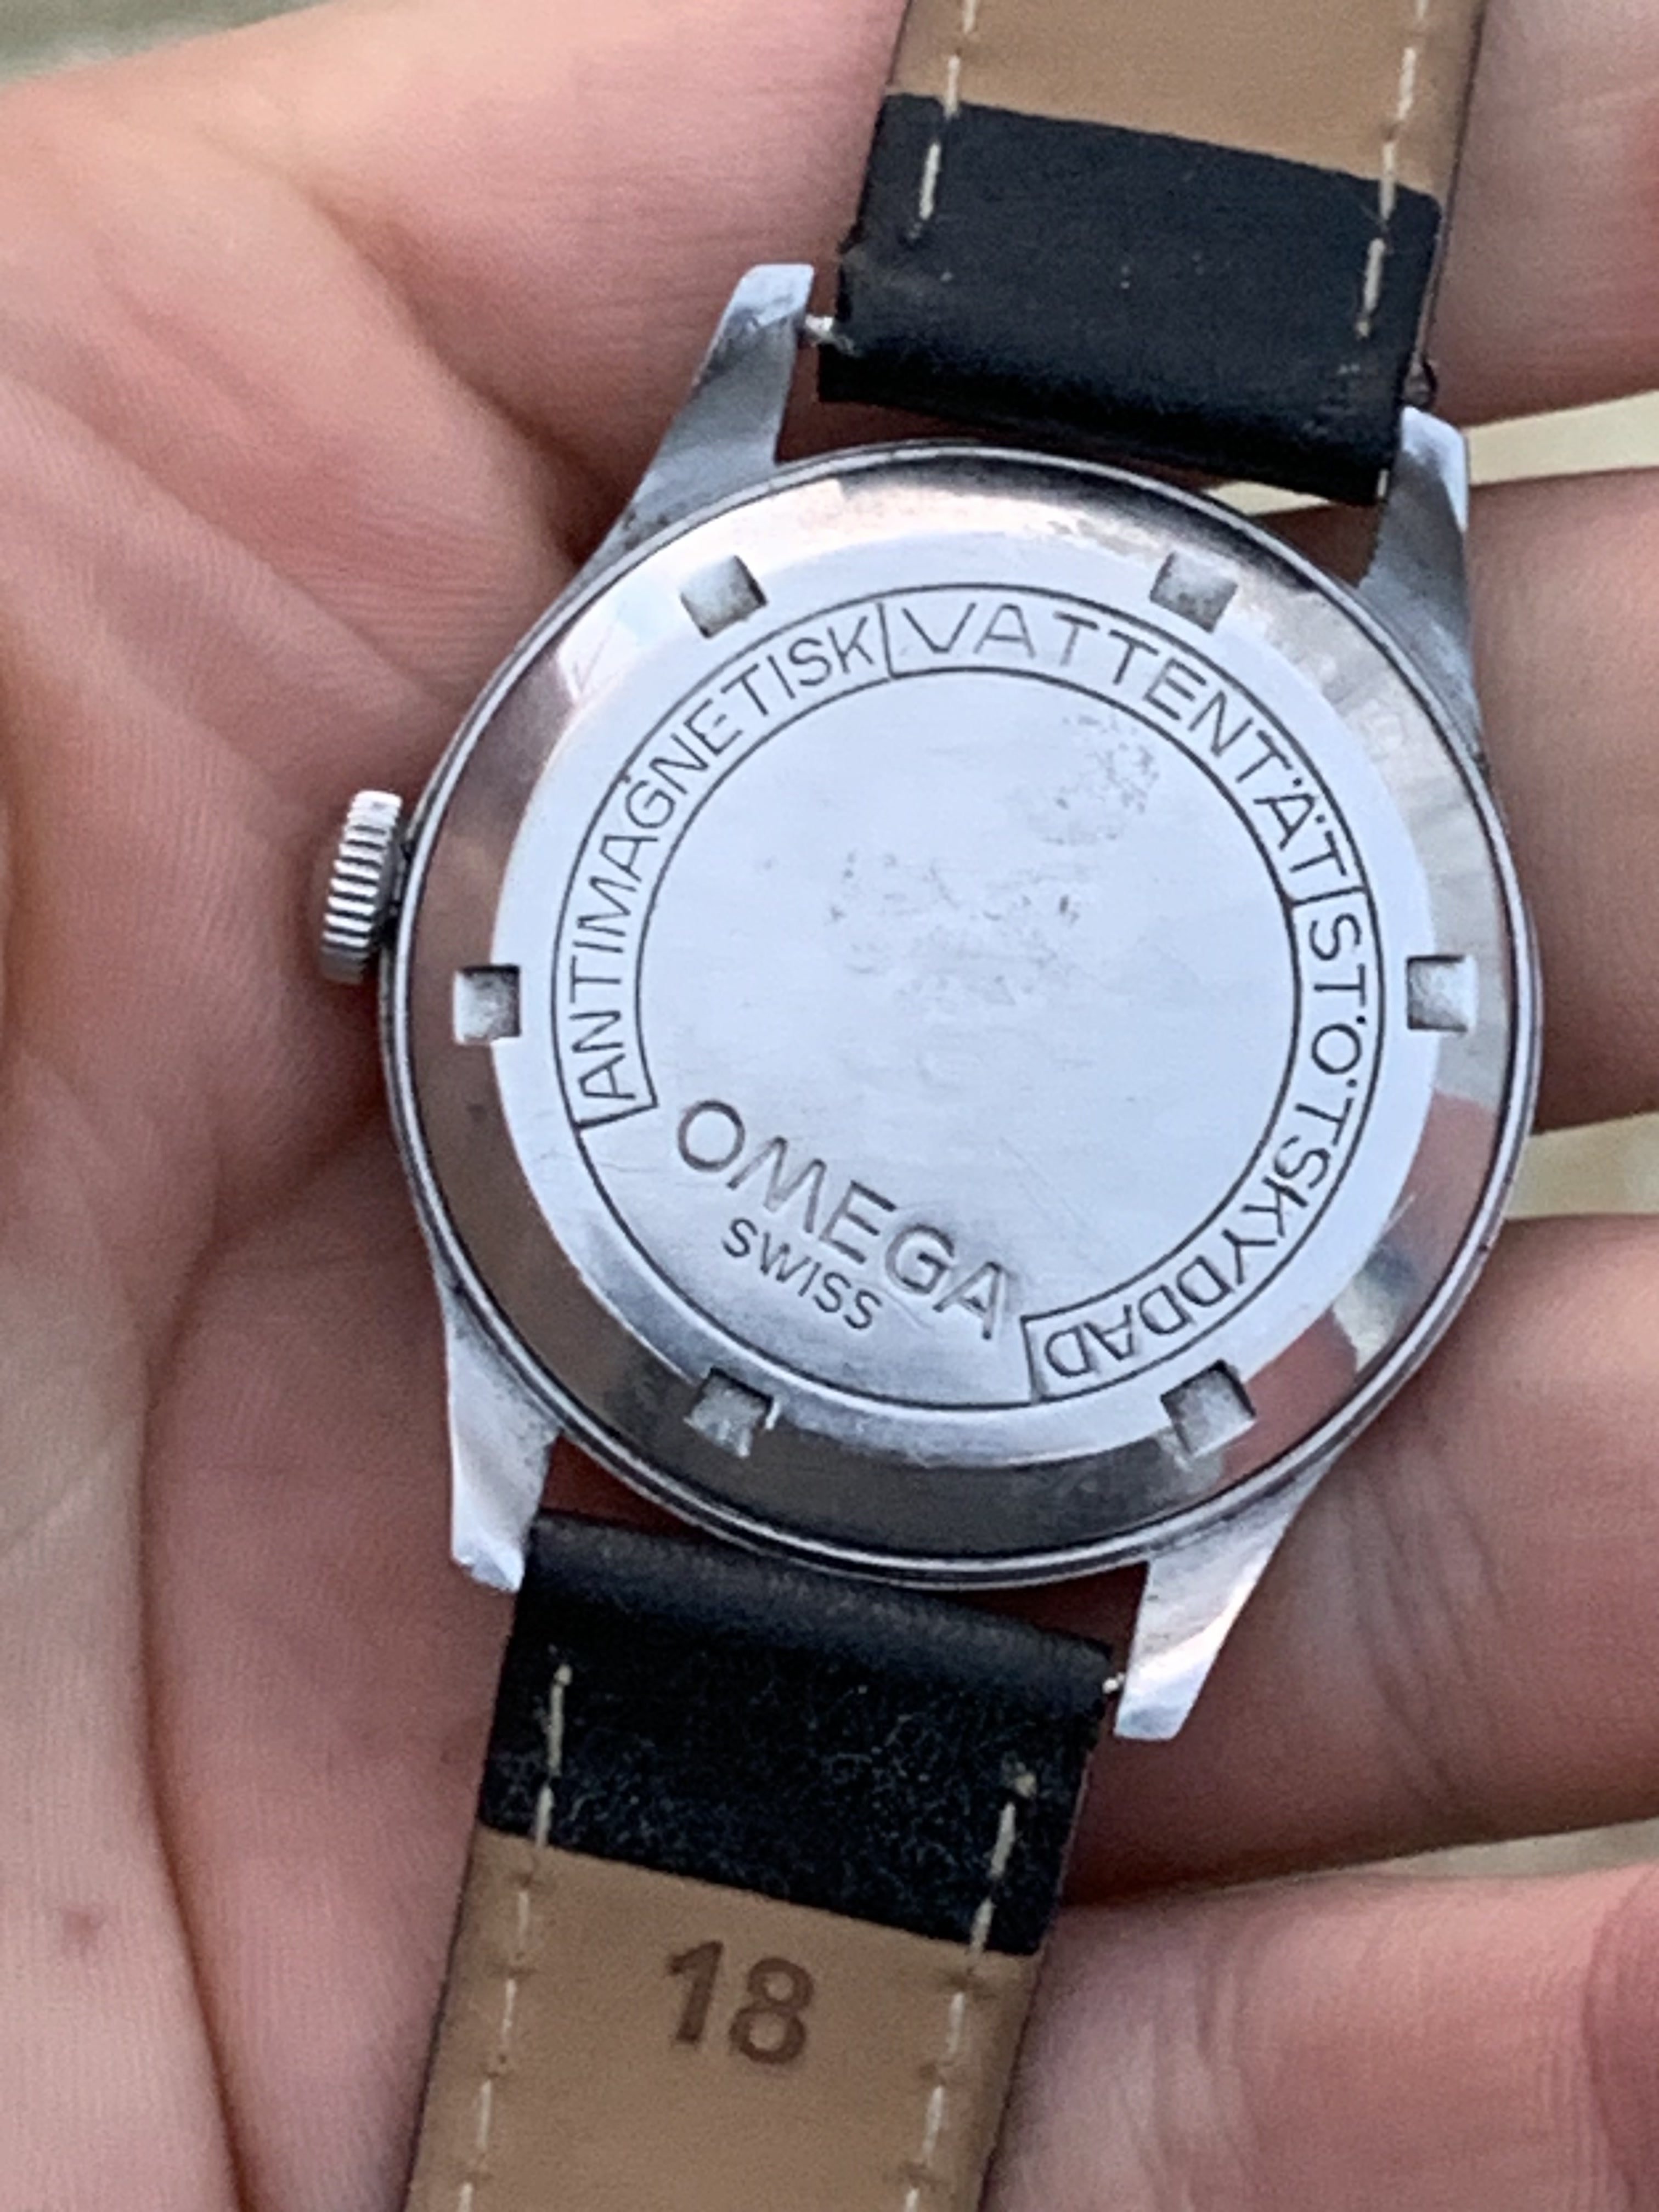 ANTIMAGNETISK VATTENTÄT STÖTSKYDDAD
OMEGA
SWISS
18